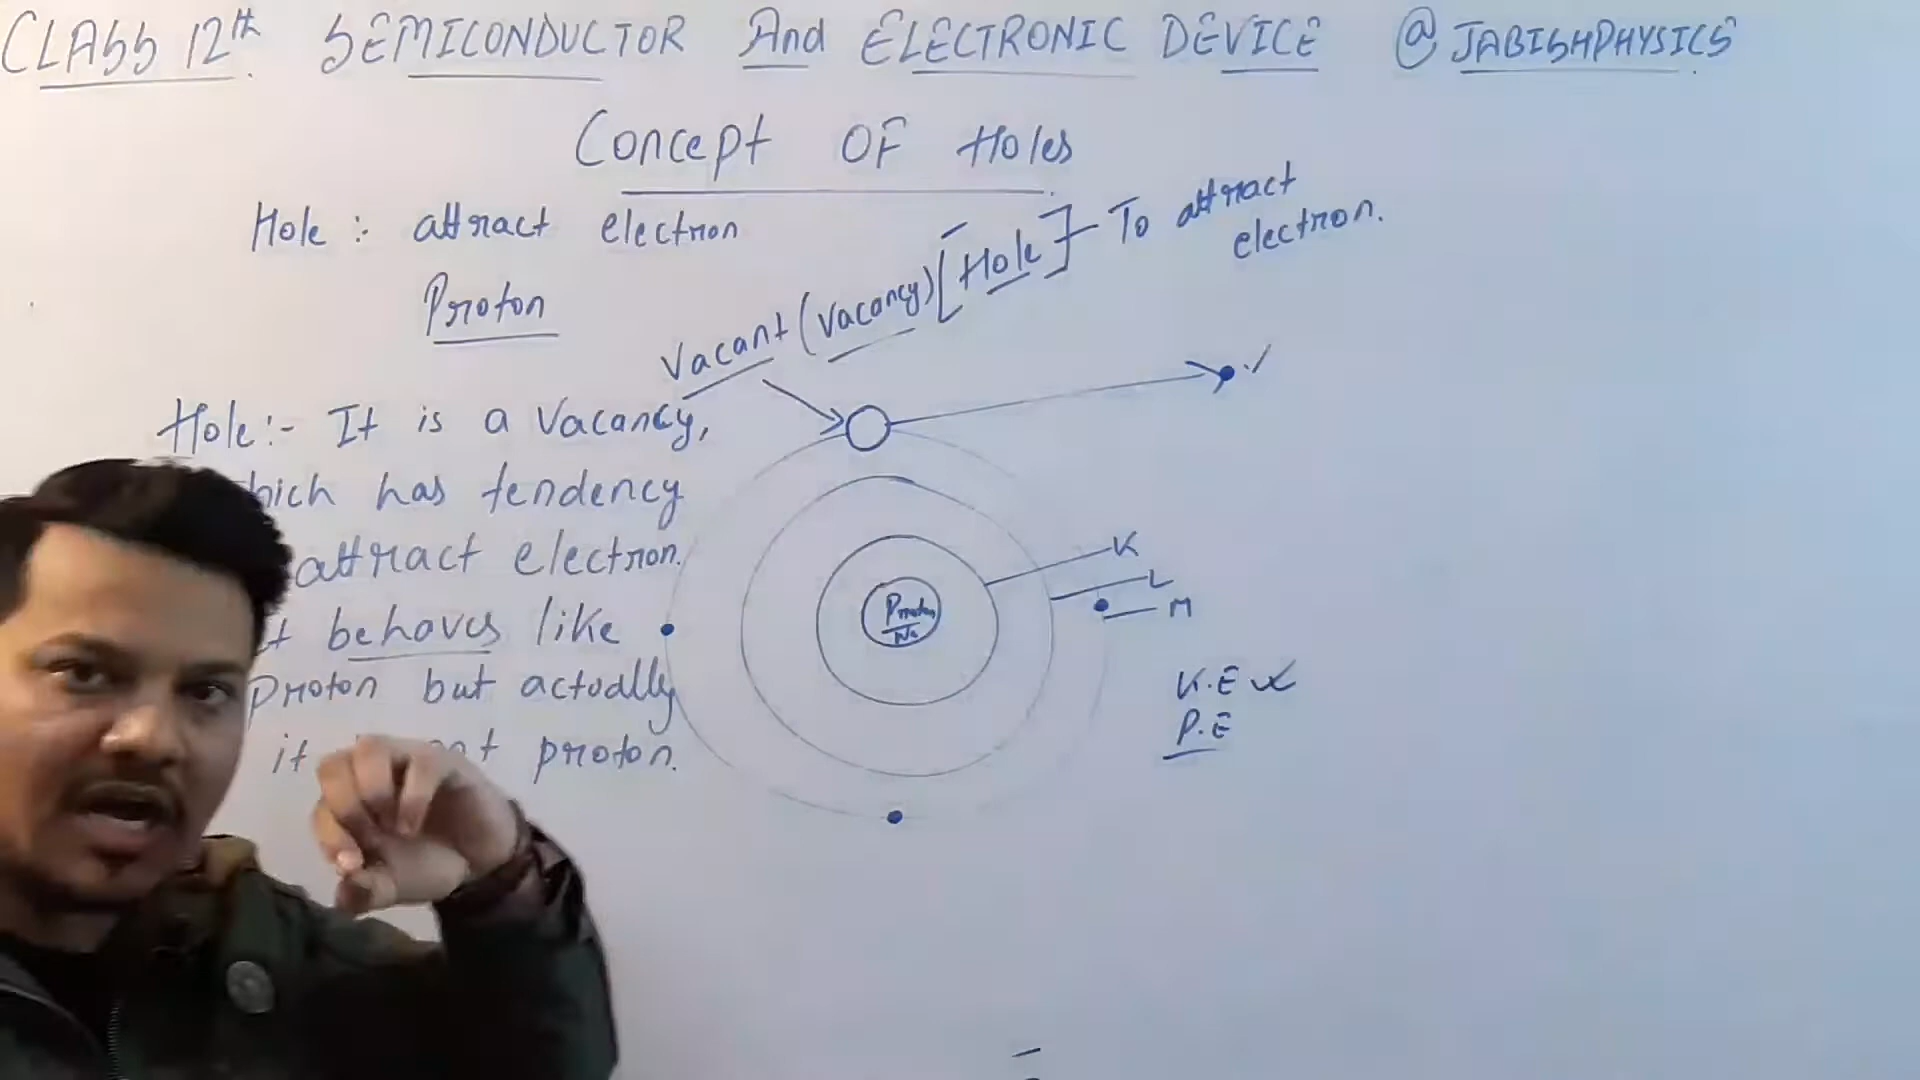 CLASS 12th SEMICONDUCTOR And ELECTRONIC DEVICE @JABISHPHYSICS
Concept OF Holes
Hole : attract electron
Proton
Vacant (Vacancy) [Hole] - To attract
electron.
Hole:- It is a Vacancy,
has tendency
attract electron.
behaves like
proton but actually
it proton.
K
L
M
Proton
K.E
P.E